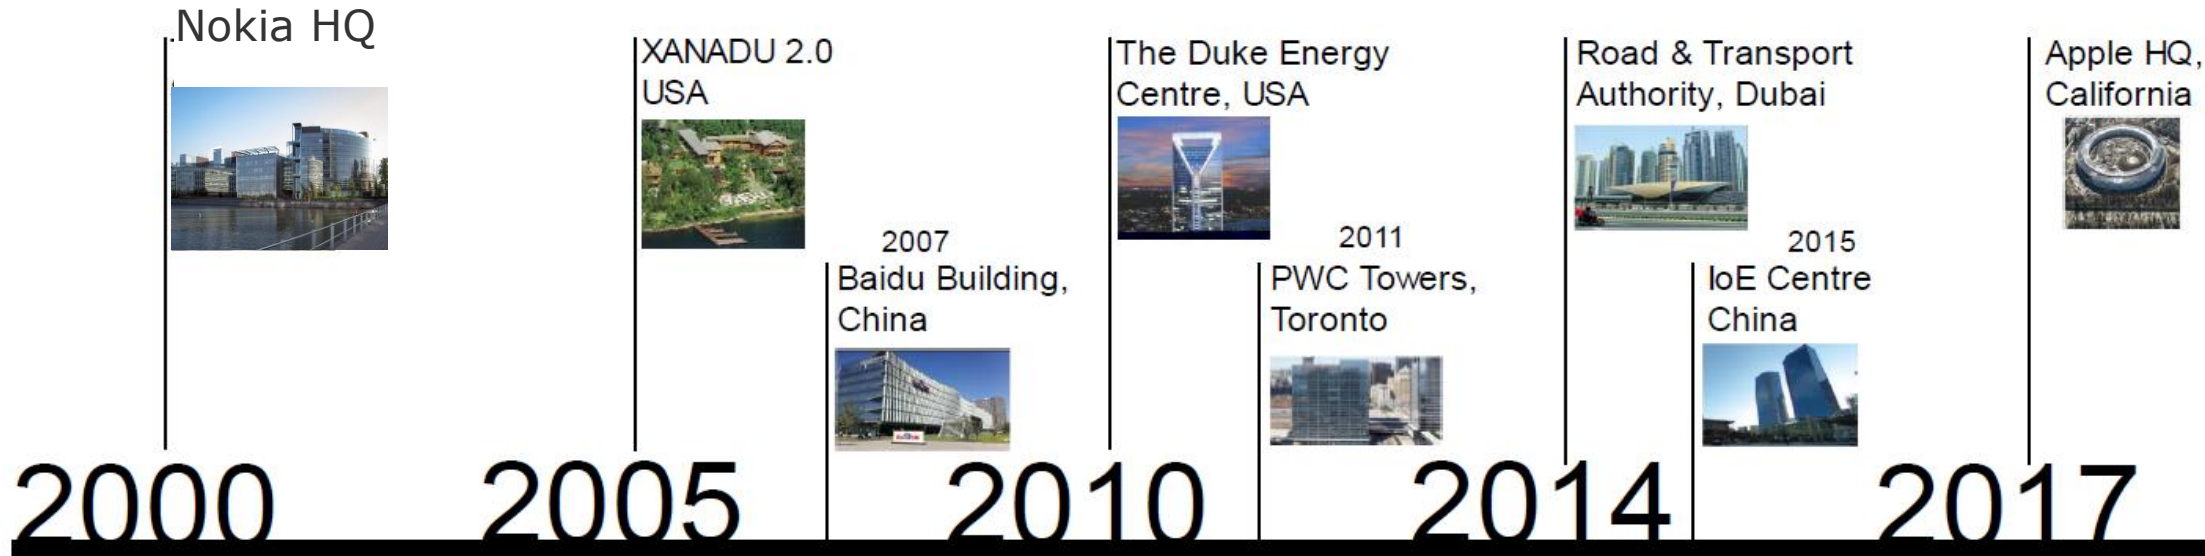 Nokia HQ
XANADU 2.0
USA
The Duke Energy
Centre, USA
Road & Transport
Authority, Dubai
Apple HQ,
California
2007
Baidu Building,
China
2011
PWC Towers,
Toronto
2015
IoE Centre
China
2000
2005
2010
2014
2017